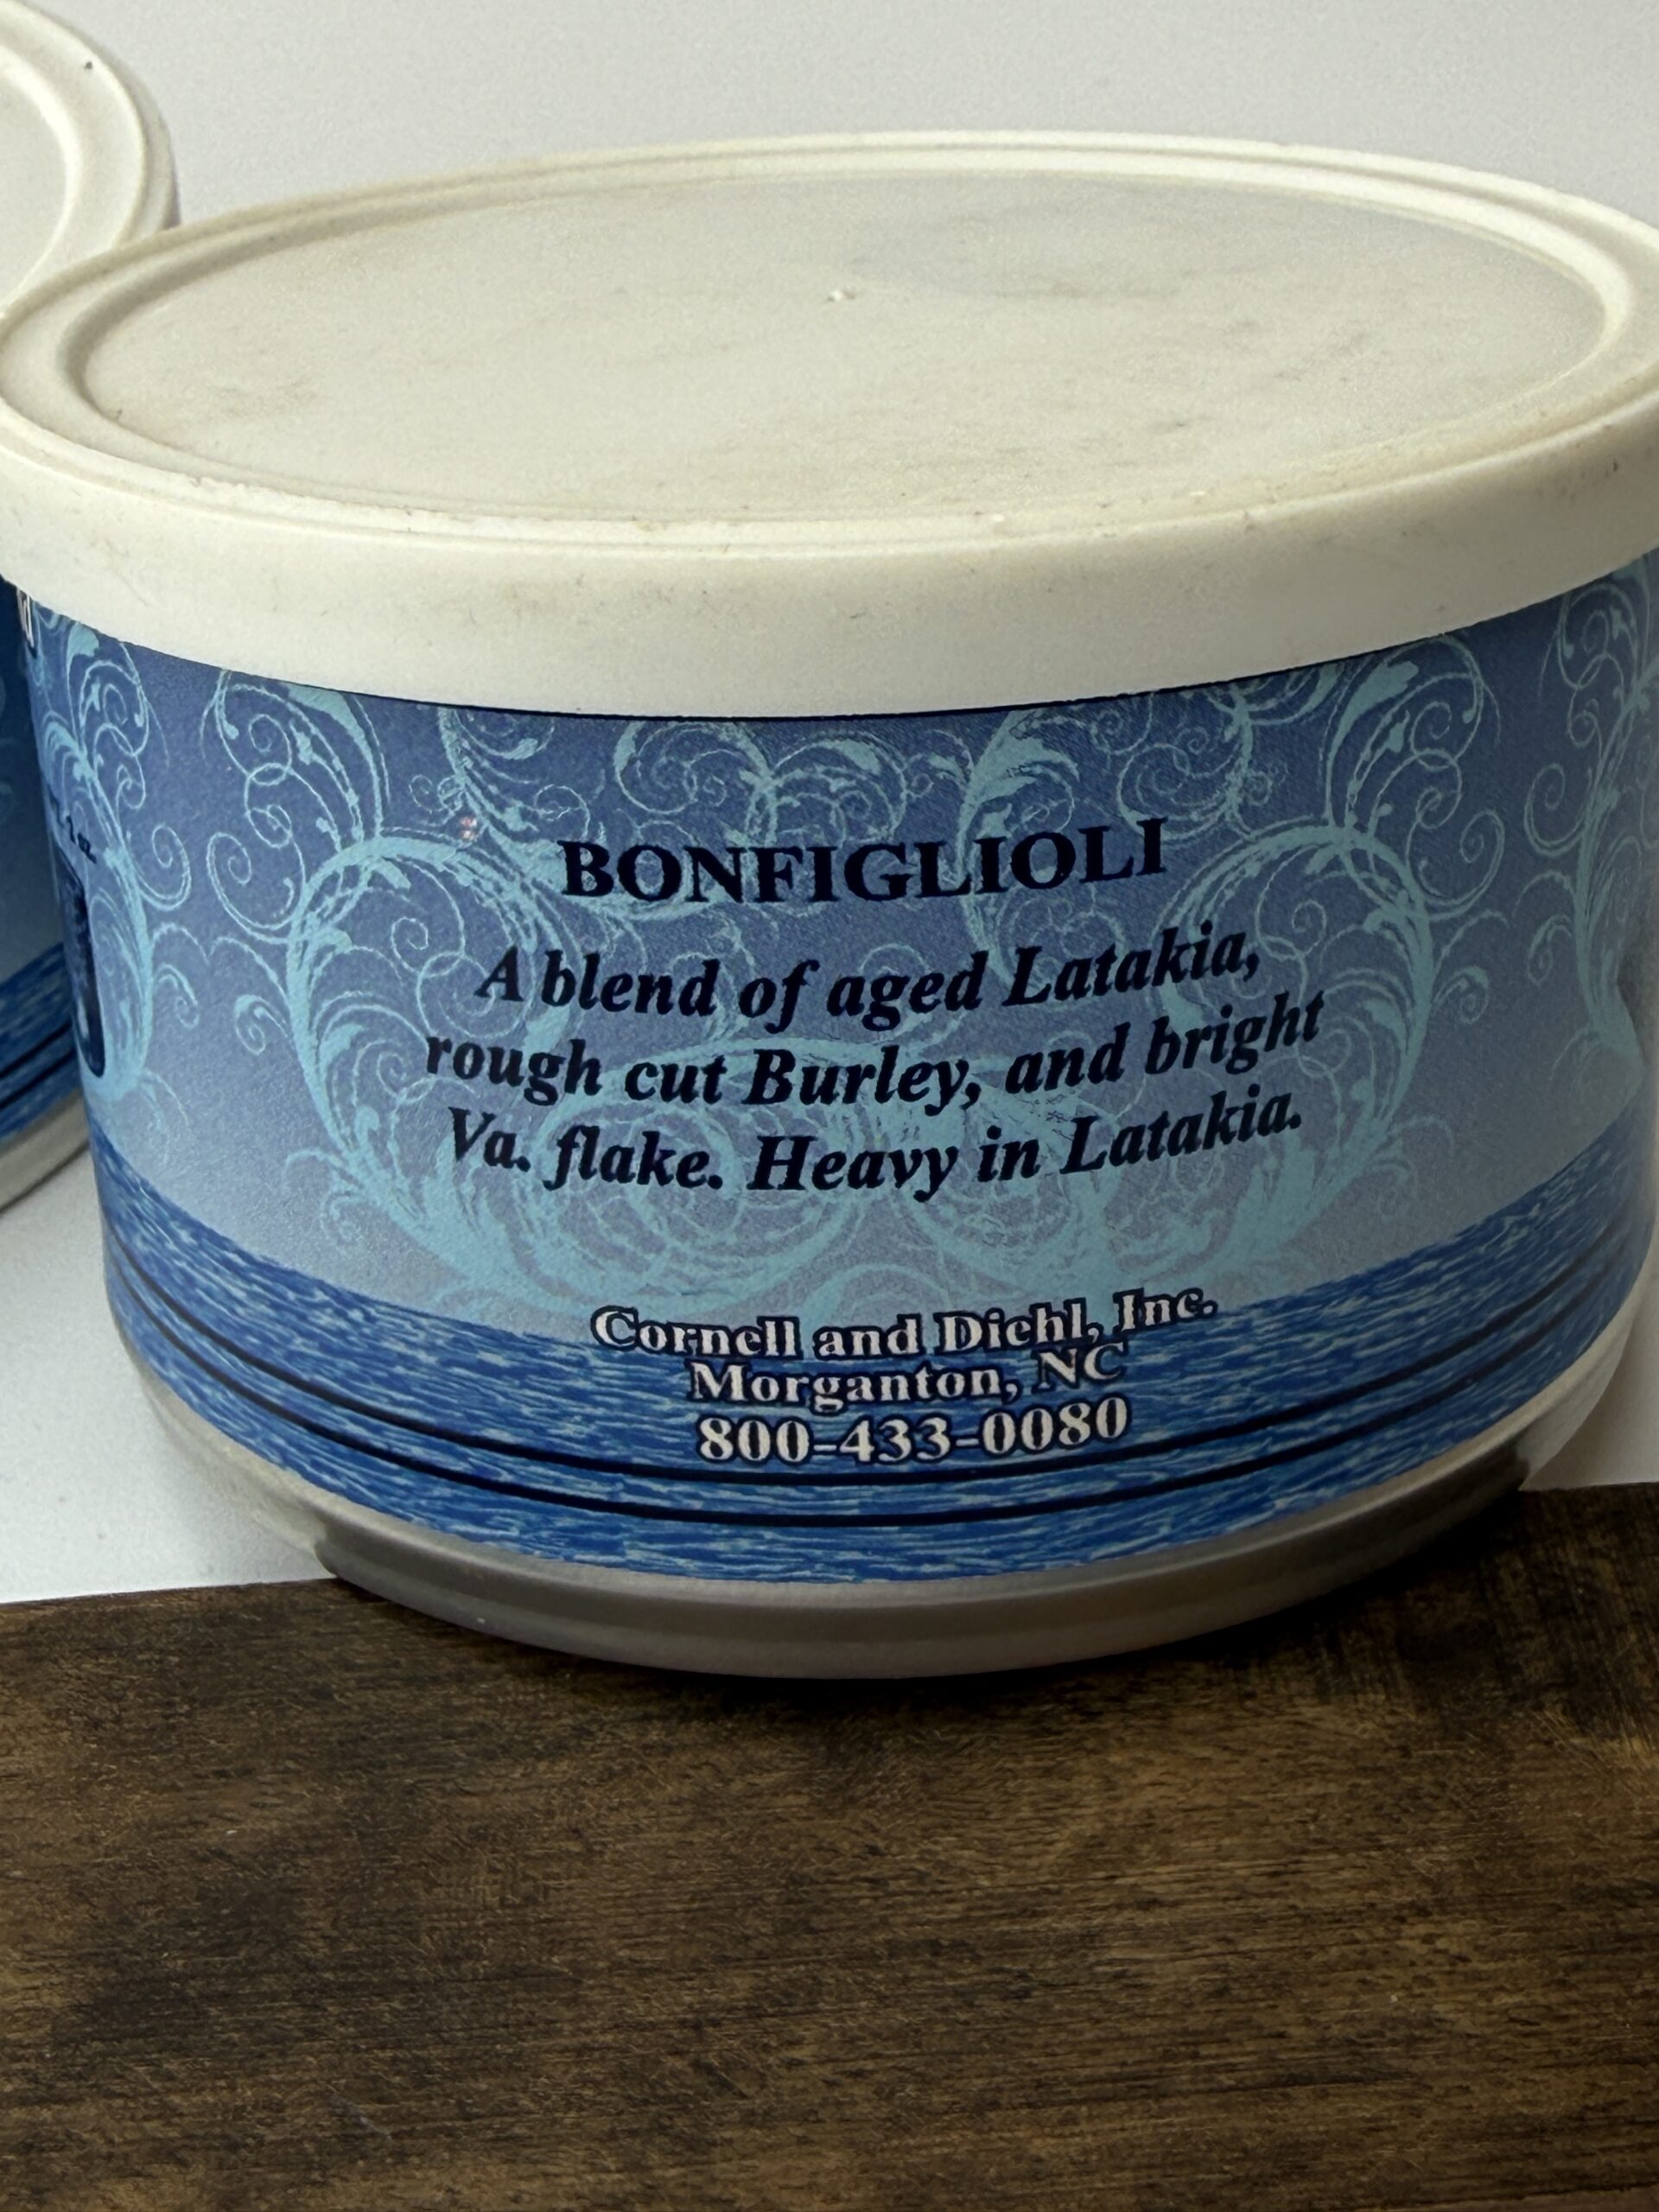 BONFIGLIOLI
A blend of aged Latakia,
rough cut Burley, and bright
Va. flake. Heavy in Latakia.
Cornell and Diehl, Inc.
Morganton, NC
800-433-0080